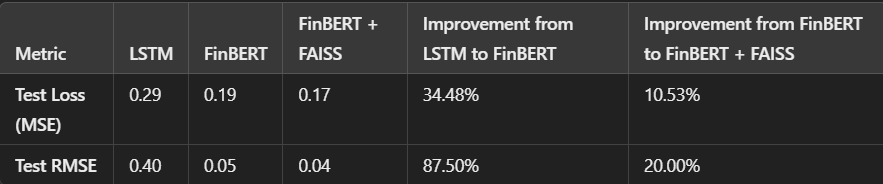 Metric LSTM FinBERT FinBERT + FAISS Improvement from LSTM to FinBERT Improvement from FinBERT to FinBERT + FAISS
Test Loss (MSE) 0.29 0.19 0.17 34.48% 10.53%
Test RMSE 0.40 0.05 0.04 87.50% 20.00%